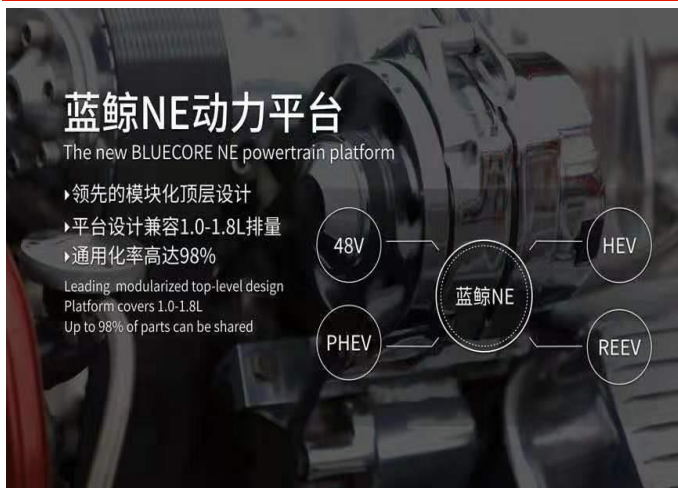 蓝鲸NE动力平台
The new BLUECORE NE powertrain platform
领先的模块化顶层设计
平台设计兼容1.0-1.8L排量
通用化率高达98%
Leading modularized top-level design
Platform covers 1.0-1.8L
Up to 98% of parts can be shared
48V
HEV
蓝鲸NE
PHEV
REEV